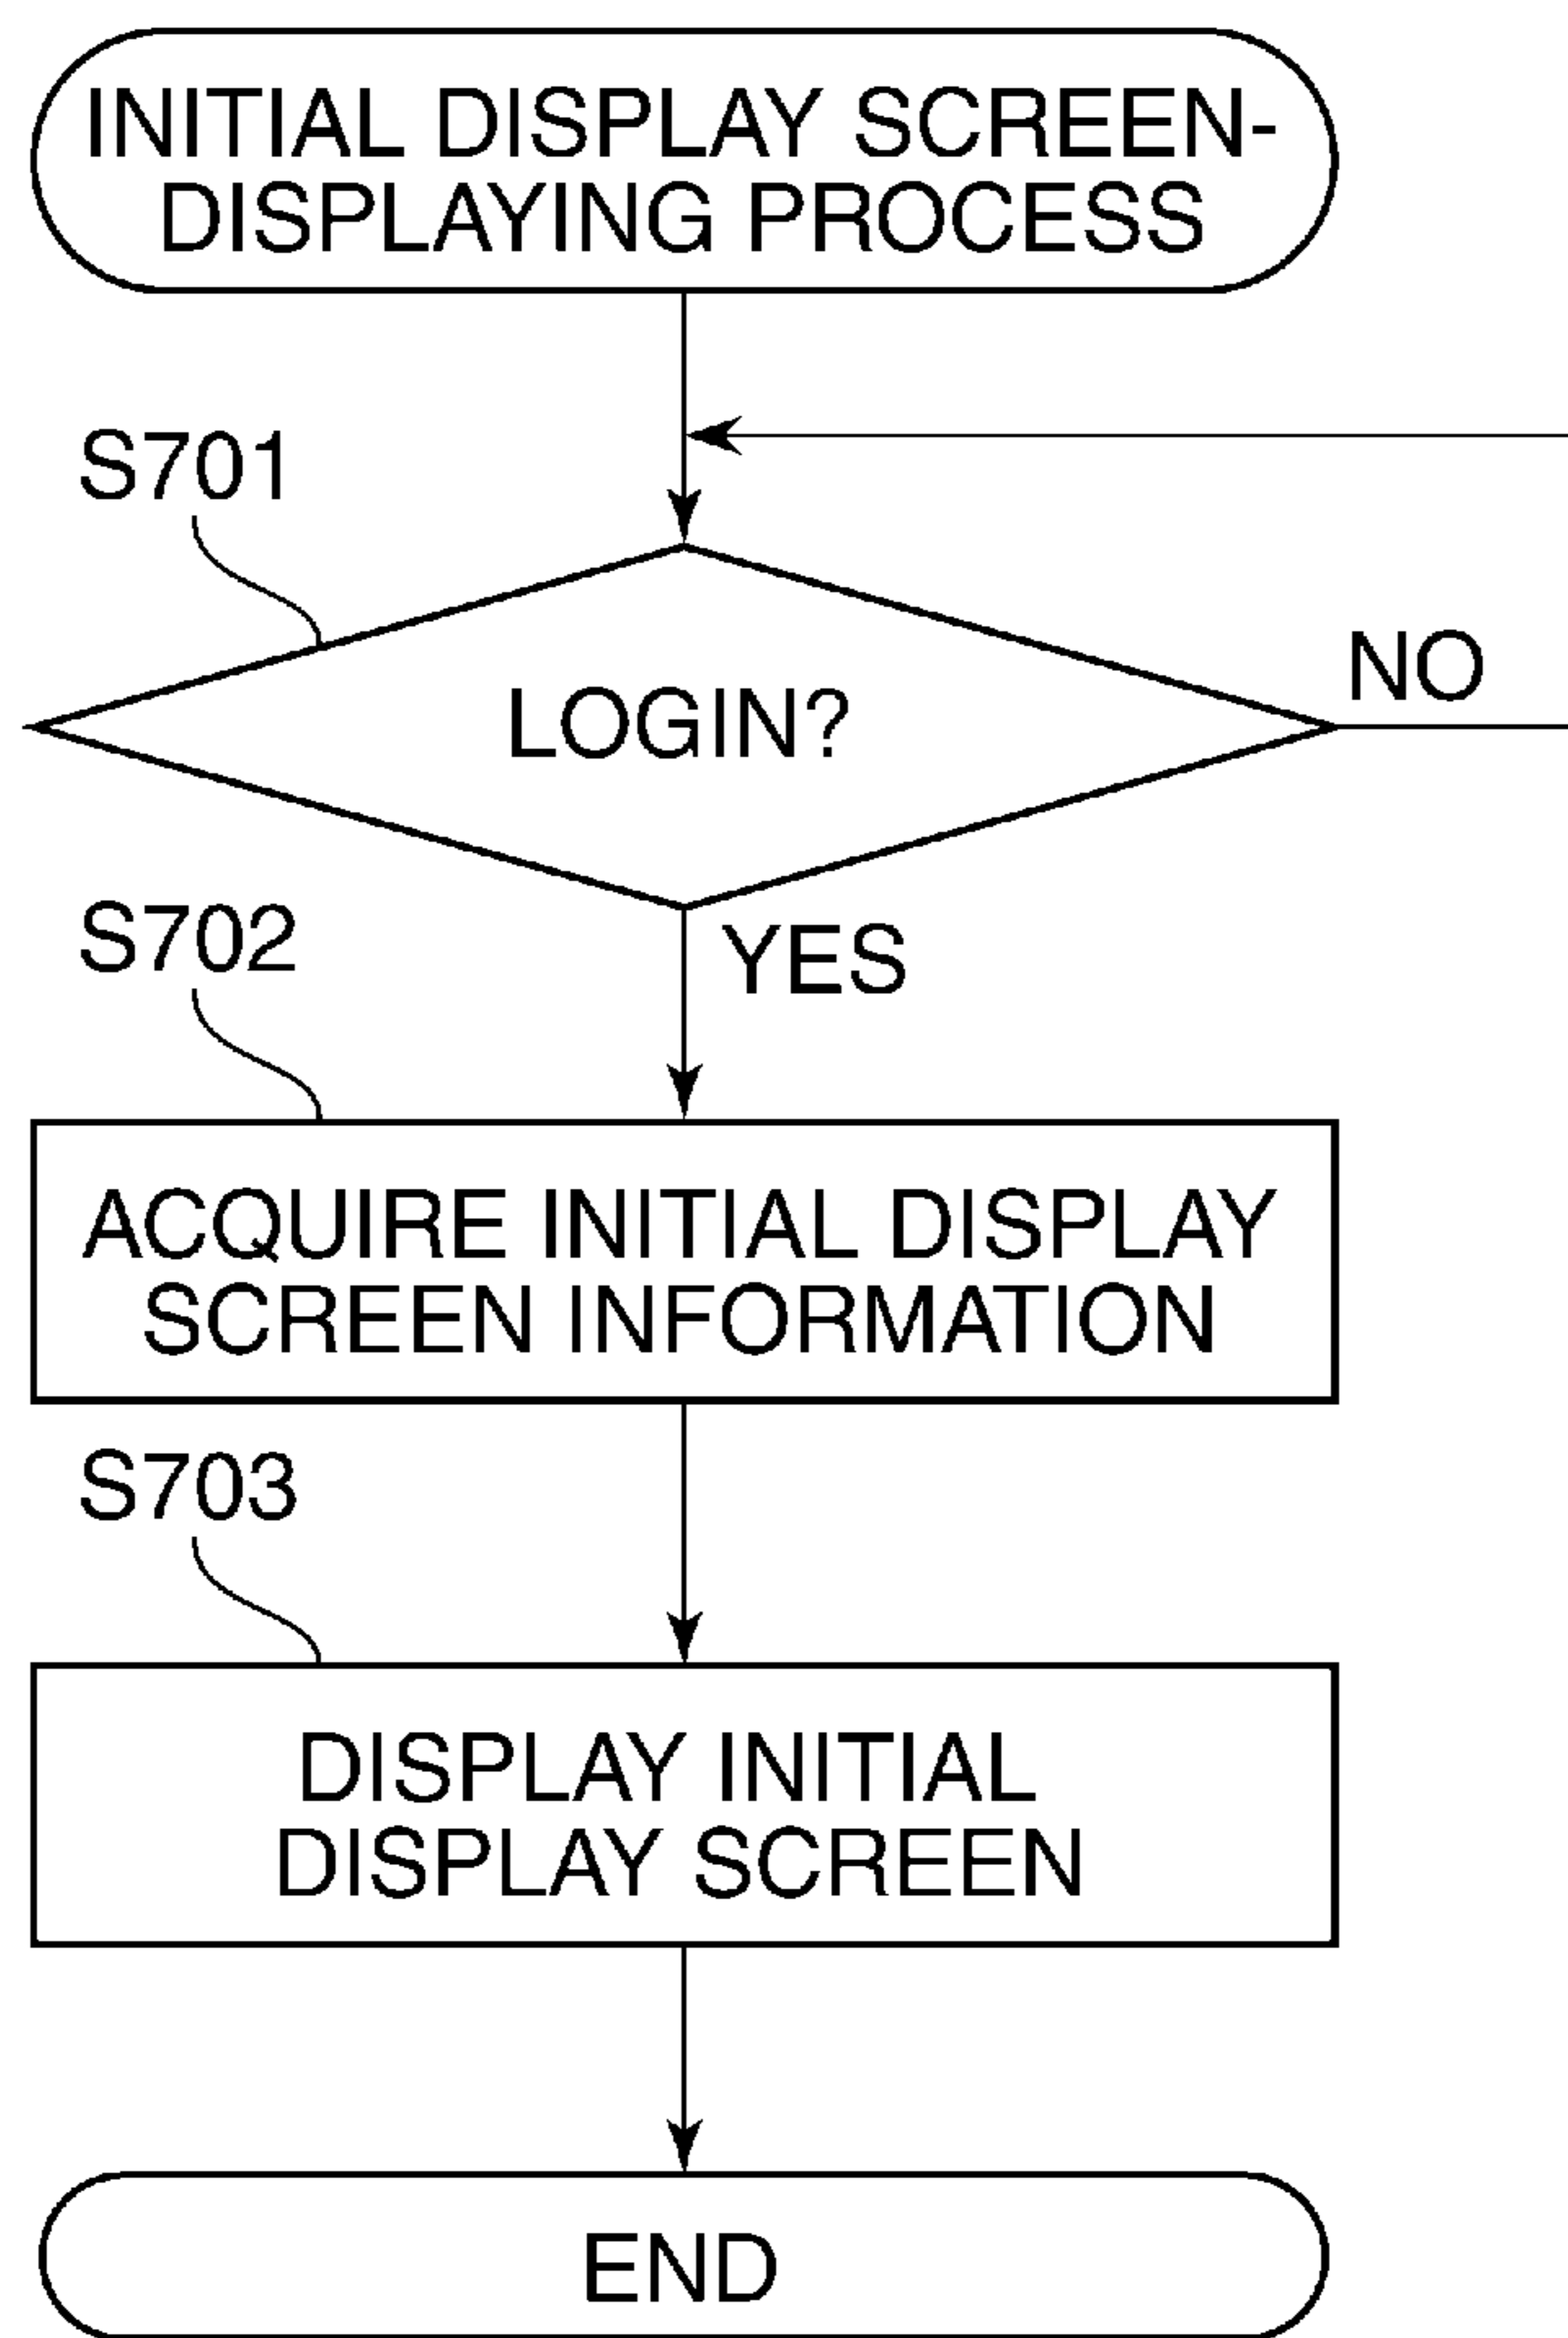 INITIAL DISPLAY SCREEN-
DISPLAYING PROCESS
S701
LOGIN?
NO
YES
S702
ACQUIRE INITIAL DISPLAY
SCREEN INFORMATION
S703
DISPLAY INITIAL
DISPLAY SCREEN
END